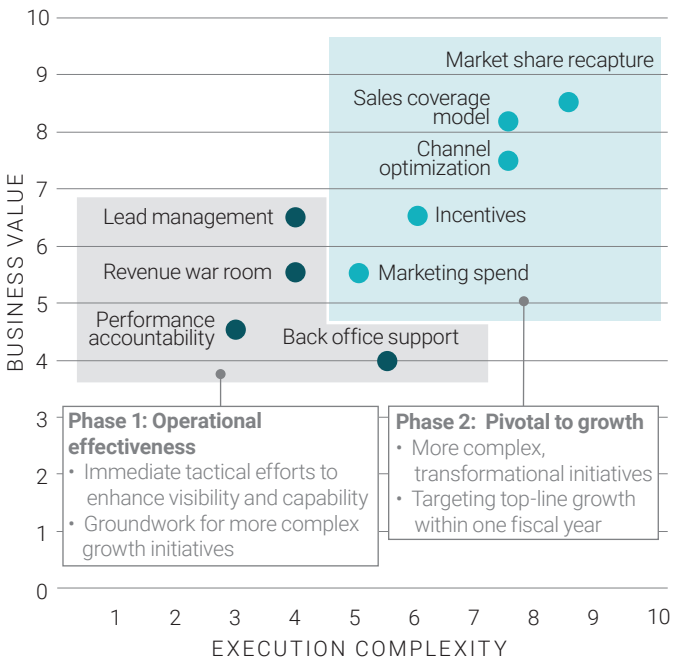 10
9
8
7
6
5
4
3
2
1
0
BUSINESS VALUE
Market share recapture
Sales coverage
model
Channel
optimization
Lead management
Incentives
Revenue war room
Marketing spend
Performance
accountability
Back office support
Phase 1: Operational
effectiveness
• Immediate tactical efforts to
enhance visibility and capability
• Groundwork for more complex
growth initiatives
Phase 2:  Pivotal to growth
• More complex,
transformational initiatives
• Targeting top-line growth
within one fiscal year
1 2 3 4 5 6 7 8 9 10
EXECUTION COMPLEXITY